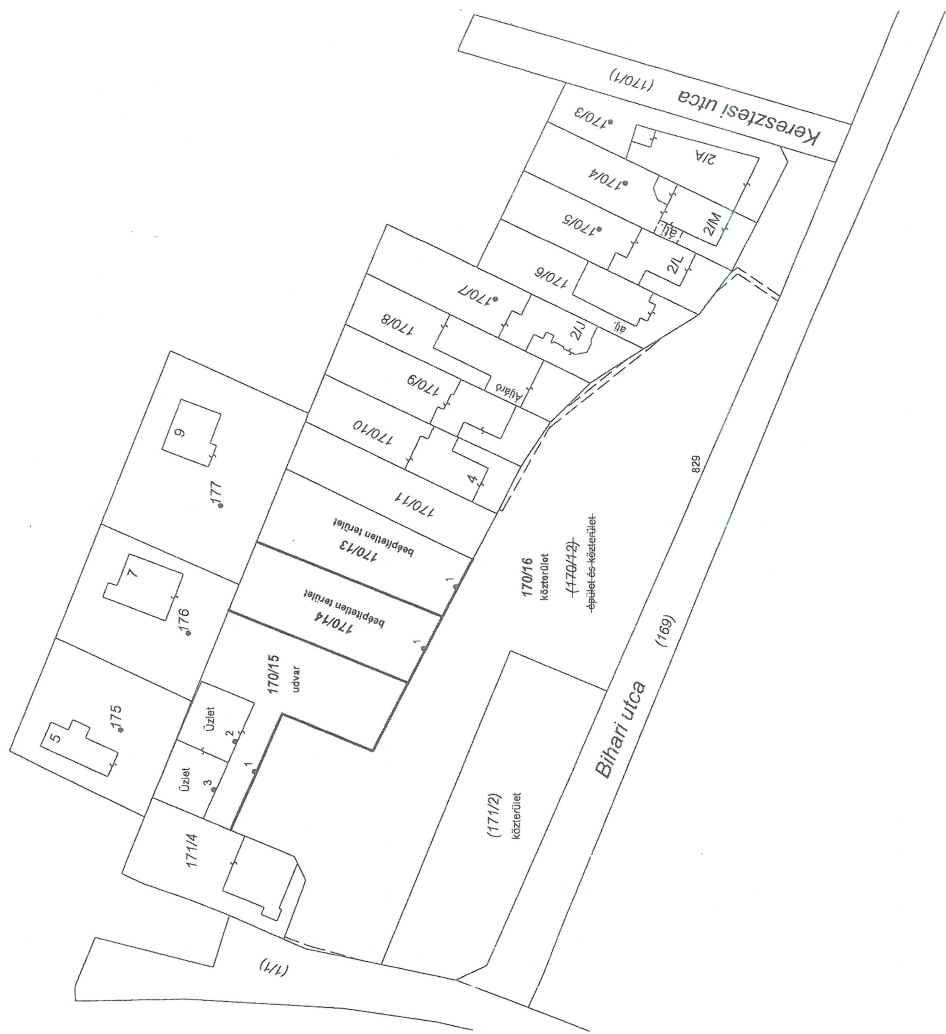 (170/1)
Keresztesi utca
170/3
2/A
170/4
2/M
átj.
170/5
2/L
170/6
átj.
170/7
2/J
170/8
Átjáró
170/9
170/10
4
170/11
9
177
170/13
beépítetlen terület
1
7
176
170/14
beépítetlen terület
1
170/15
udvar
5
175
Üzlet
2
Üzlet
3
1
171/4
170/16
közterület
(170/12)
épület és közterület
829
(169)
Bihari utca
(171/2)
közterület
(1/1)